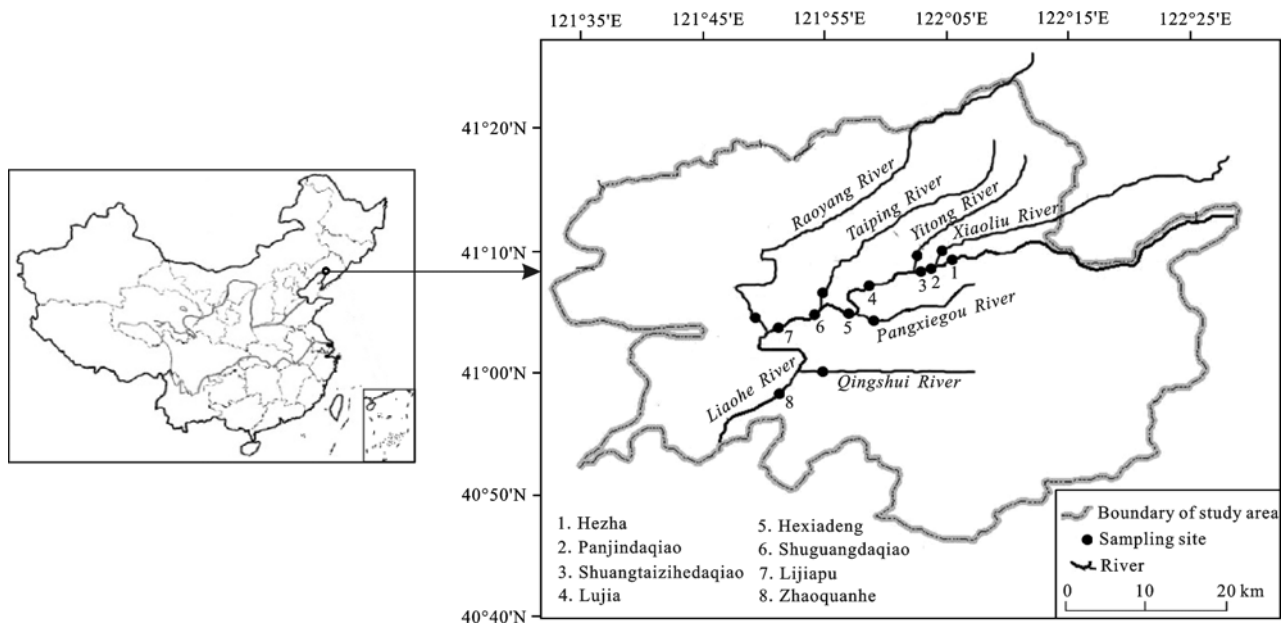 121°35'E 121°45'E 121°55'E 122°05'E 122°15'E 122°25'E
41°20'N
41°10'N
41°00'N
40°50'N
40°40'N
Raoyang River
Taiping River
Yitong River
Xiaoliu River
Pangxiegou River
Qingshui River
Liaohe River
1
2
3
4
5
6
7
8
1. Hezha
2. Panjindaqiao
3. Shuangtaizihedaqiao
4. Lujia
5. Hexiadeng
6. Shuguangdaqiao
7. Lijiapu
8. Zhaoquanhe
Boundary of study area
Sampling site
River
0 10 20 km